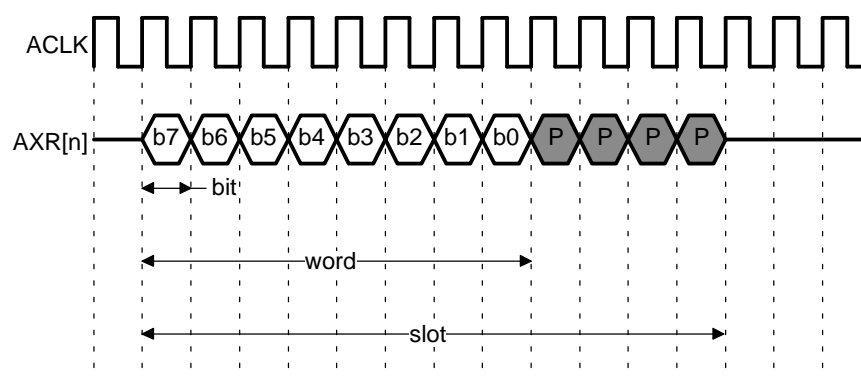 ACLK
AXR[n] b7 b6 b5 b4 b3 b2 b1 b0 P P P P
bit
word
slot